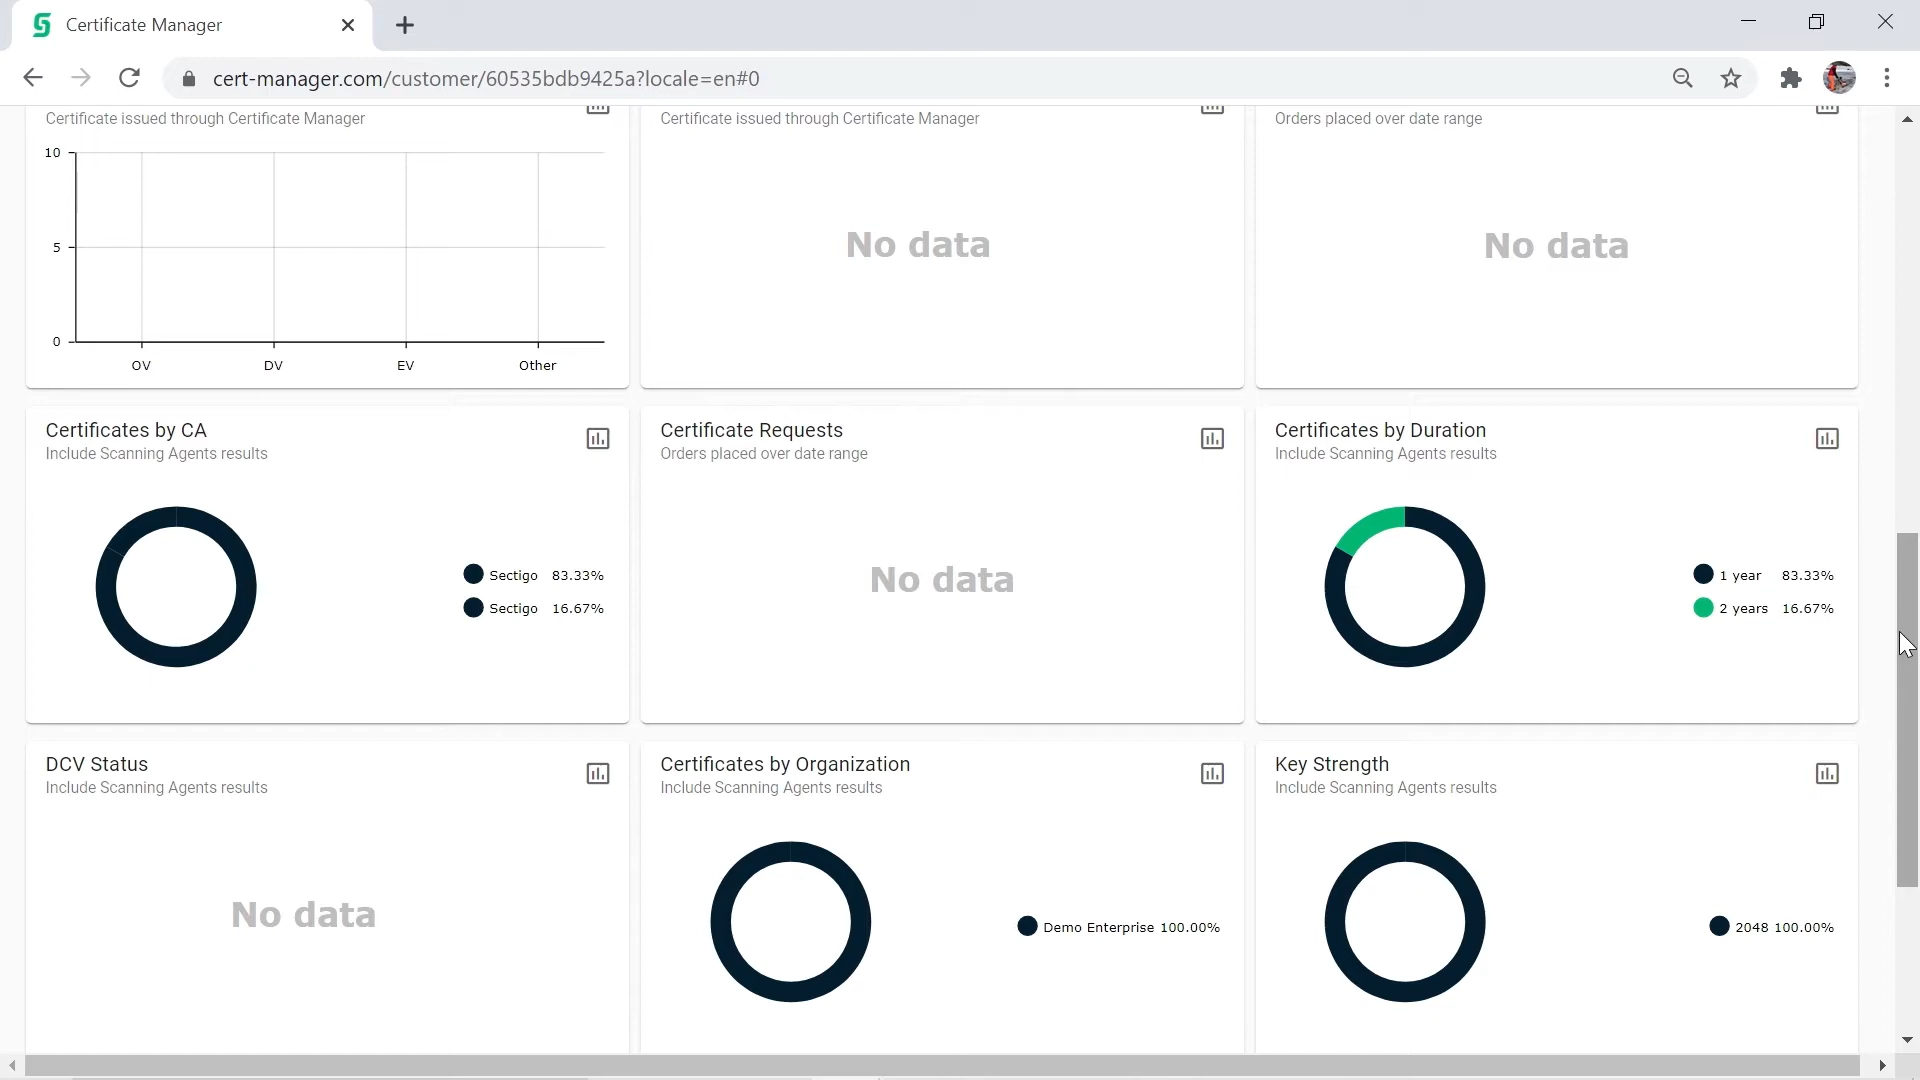 Certificate Manager
cert-manager.com/customer/60535bdb9425a?locale=en#0
Certificate issued through Certificate Manager
10
5
0
OV DV EV Other
Certificate issued through Certificate Manager
No data
Orders placed over date range
No data
Certificates by CA
Include Scanning Agents results
Sectigo 83.33%
Sectigo 16.67%
Certificate Requests
Orders placed over date range
No data
Certificates by Duration
Include Scanning Agents results
1 year 83.33%
2 years 16.67%
DCV Status
Include Scanning Agents results
No data
Certificates by Organization
Include Scanning Agents results
Demo Enterprise 100.00%
Key Strength
Include Scanning Agents results
2048 100.00%